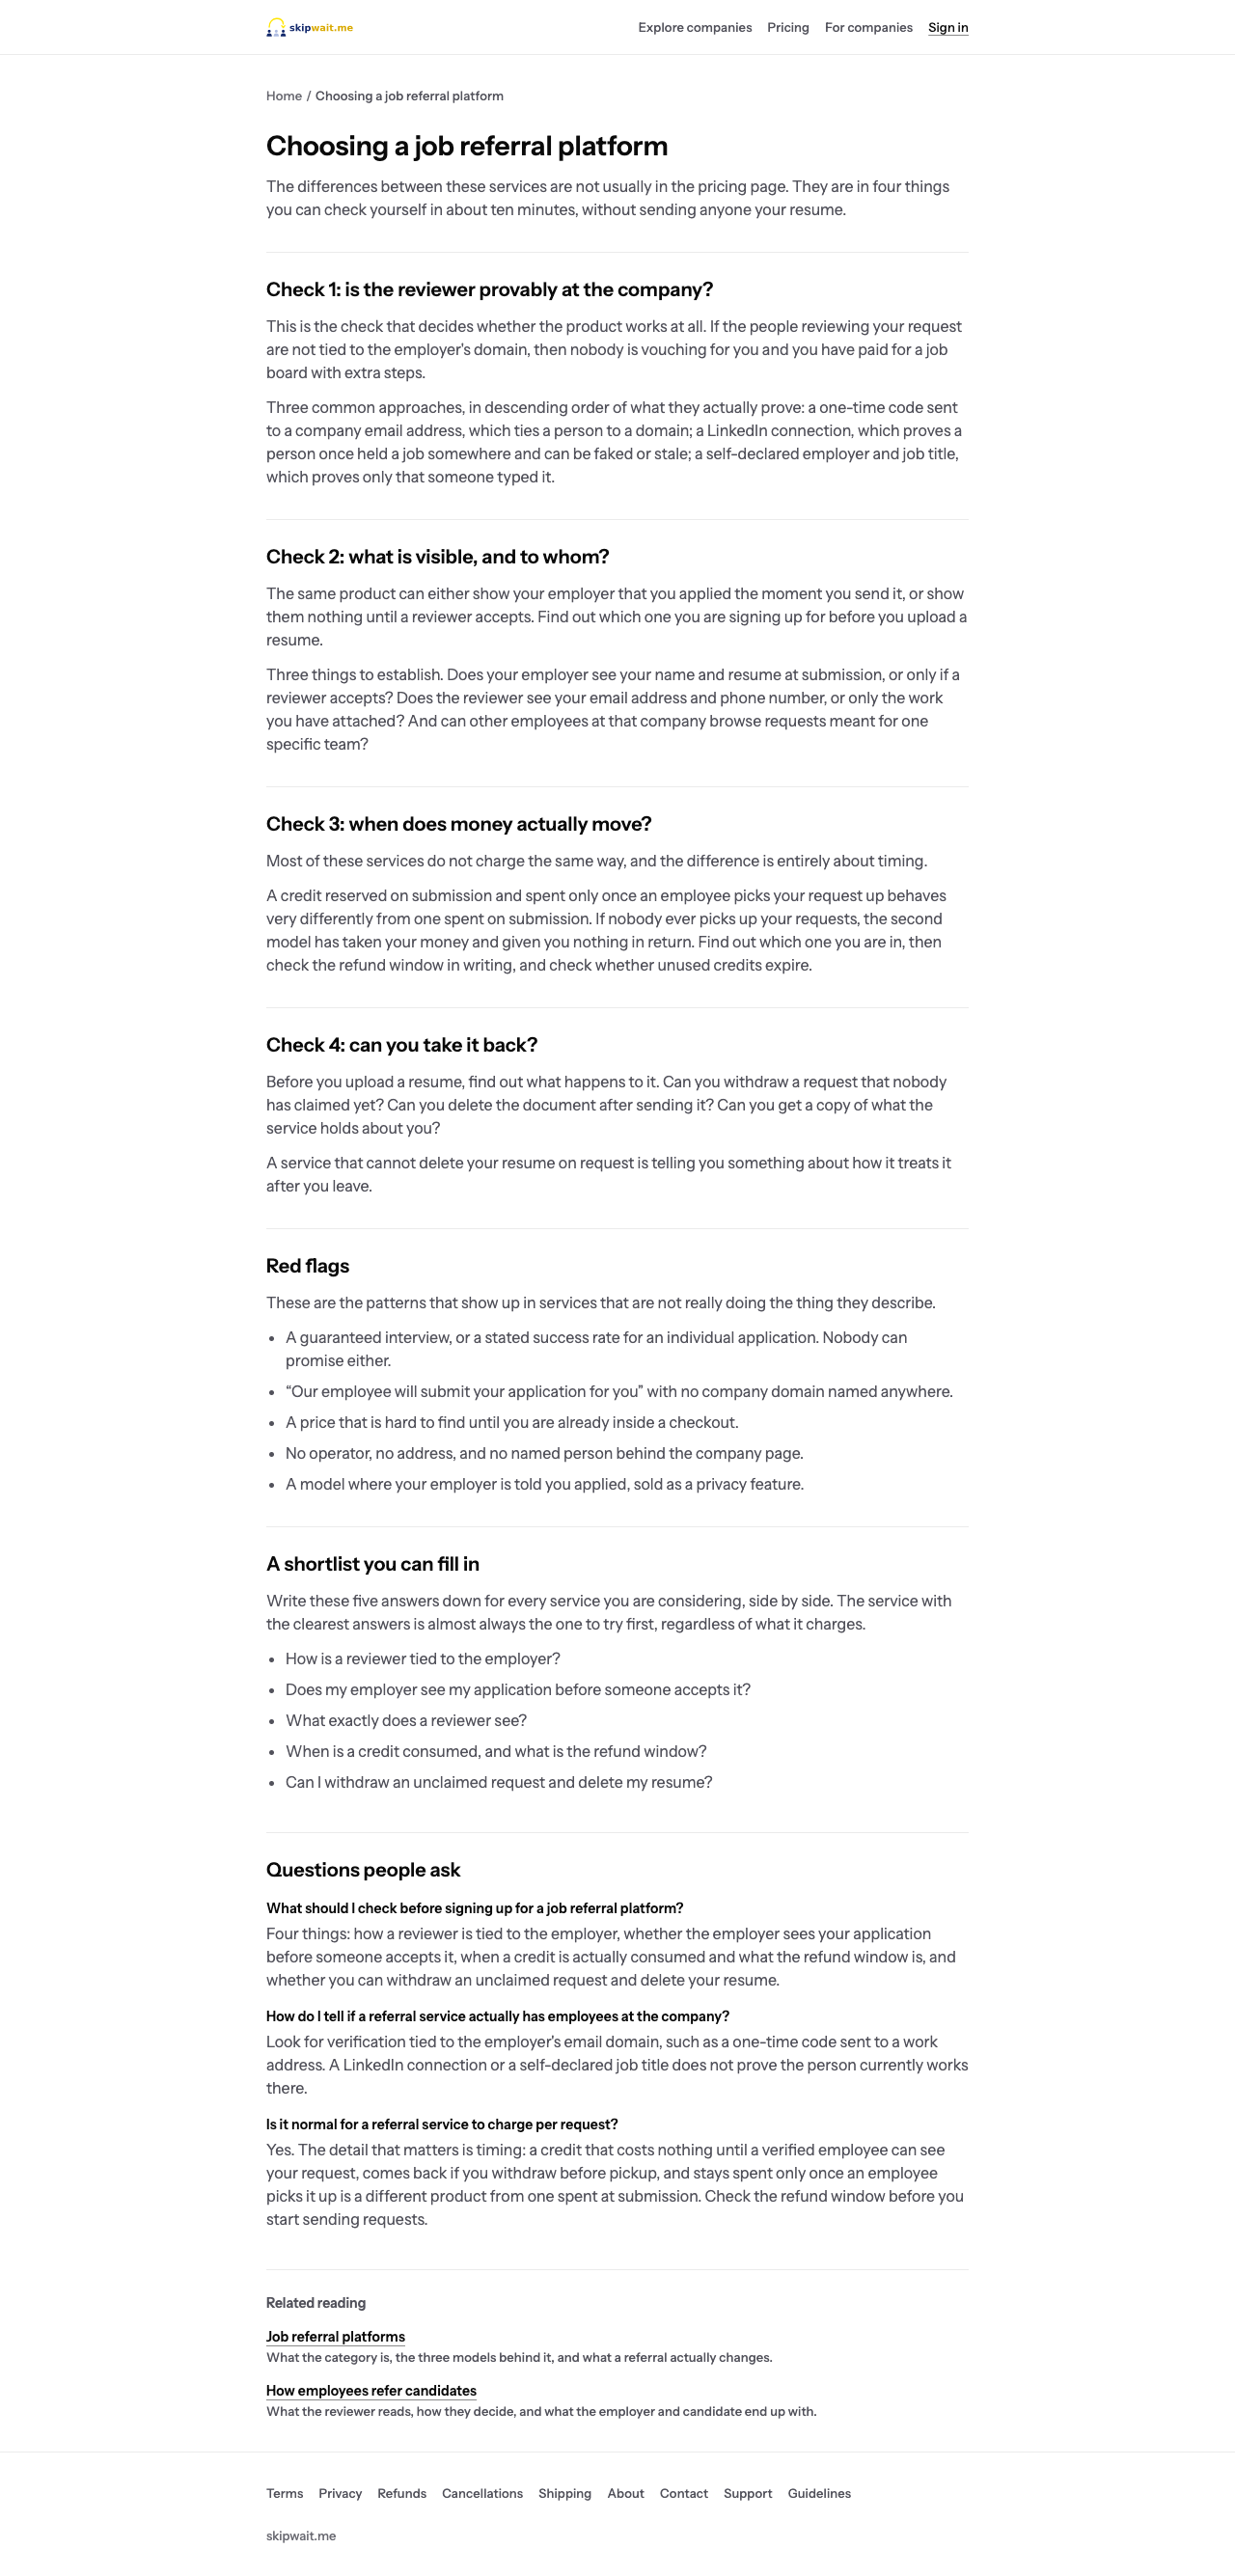 skipwait.me
Explore companies Pricing For companies Sign in
Home / Choosing a job referral platform
Choosing a job referral platform
The differences between these services are not usually in the pricing page. They are in four things
you can check yourself in about ten minutes, without sending anyone your resume.
Check 1: is the reviewer provably at the company?
This is the check that decides whether the product works at all. If the people reviewing your request
are not tied to the employer's domain, then nobody is vouching for you and you have paid for a job
board with extra steps.
Three common approaches, in descending order of what they actually prove: a one-time code sent
to a company email address, which ties a person to a domain; a LinkedIn connection, which proves a
person once held a job somewhere and can be faked or stale; a self-declared employer and job title,
which proves only that someone typed it.
Check 2: what is visible, and to whom?
The same product can either show your employer that you applied the moment you send it, or show
them nothing until a reviewer accepts. Find out which one you are signing up for before you upload a
resume.
Three things to establish. Does your employer see your name and resume at submission, or only if a
reviewer accepts? Does the reviewer see your email address and phone number, or only the work
you have attached? And can other employees at that company browse requests meant for one
specific team?
Check 3: when does money actually move?
Most of these services do not charge the same way, and the difference is entirely about timing.
A credit reserved on submission and spent only once an employee picks your request up behaves
very differently from one spent on submission. If nobody ever picks up your requests, the second
model has taken your money and given you nothing in return. Find out which one you are in, then
check the refund window in writing, and check whether unused credits expire.
Check 4: can you take it back?
Before you upload a resume, find out what happens to it. Can you withdraw a request that nobody
has claimed yet? Can you delete the document after sending it? Can you get a copy of what the
service holds about you?
A service that cannot delete your resume on request is telling you something about how it treats it
after you leave.
Red flags
These are the patterns that show up in services that are not really doing the thing they describe.
• A guaranteed interview, or a stated success rate for an individual application. Nobody can
promise either.
• “Our employee will submit your application for you” with no company domain named anywhere.
• A price that is hard to find until you are already inside a checkout.
• No operator, no address, and no named person behind the company page.
• A model where your employer is told you applied, sold as a privacy feature.
A shortlist you can fill in
Write these five answers down for every service you are considering, side by side. The service with
the clearest answers is almost always the one to try first, regardless of what it charges.
• How is a reviewer tied to the employer?
• Does my employer see my application before someone accepts it?
• What exactly does a reviewer see?
• When is a credit consumed, and what is the refund window?
• Can I withdraw an unclaimed request and delete my resume?
Questions people ask
What should I check before signing up for a job referral platform?
Four things: how a reviewer is tied to the employer, whether the employer sees your application
before someone accepts it, when a credit is actually consumed and what the refund window is, and
whether you can withdraw an unclaimed request and delete your resume.
How do I tell if a referral service actually has employees at the company?
Look for verification tied to the employer's email domain, such as a one-time code sent to a work
address. A LinkedIn connection or a self-declared job title does not prove the person currently works
there.
Is it normal for a referral service to charge per request?
Yes. The detail that matters is timing: a credit that costs nothing until a verified employee can see
your request, comes back if you withdraw before pickup, and stays spent only once an employee
picks it up is a different product from one spent at submission. Check the refund window before you
start sending requests.
Related reading
Job referral platforms
What the category is, the three models behind it, and what a referral actually changes.
How employees refer candidates
What the reviewer reads, how they decide, and what the employer and candidate end up with.
Terms Privacy Refunds Cancellations Shipping About Contact Support Guidelines
skipwait.me